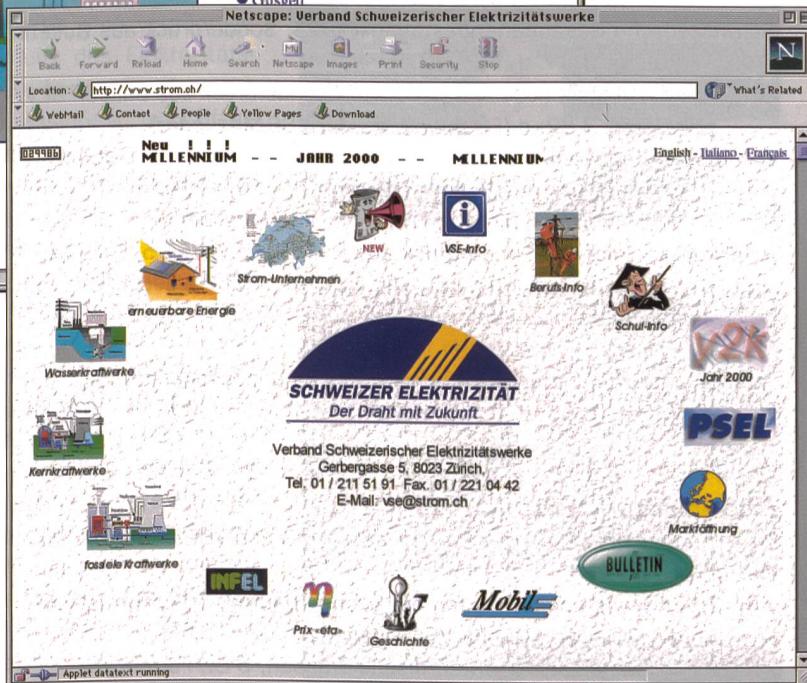 Netscape: Verband Schweizerischer Elektrizitätswerke
Back Forward Reload Home Search Netscape Images Print Security Stop
N
Location: http://www.strom.ch/ What's Related
WebMail Contact People Yellow Pages Download
Neu ! ! !
MILLENNIUM - - JAHR 2000 - - MILLENNIUM
English - Italiano - Français
NEW
VSE-Info
Berufs-Info
Strom-Unternehmen
Schul-Info
erneuerbare Energie
Wasserkraftwerke
Y2K
Jahr 2000
SCHWEIZER ELEKTRIZITÄT
Der Draht mit Zukunft
PSEL
Verband Schweizerischer Elektrizitätswerke
Gerbergasse 5, 8023 Zürich,
Tel. 01 / 211 51 91 Fax. 01 / 221 04 42
E-Mail: vse@strom.ch
Kernkraftwerke
Marktöffnung
fossiele Kraftwerke
BULLETIN
INFEL
Prix «eta»
Geschichte
Mobil E
Applet datatext running